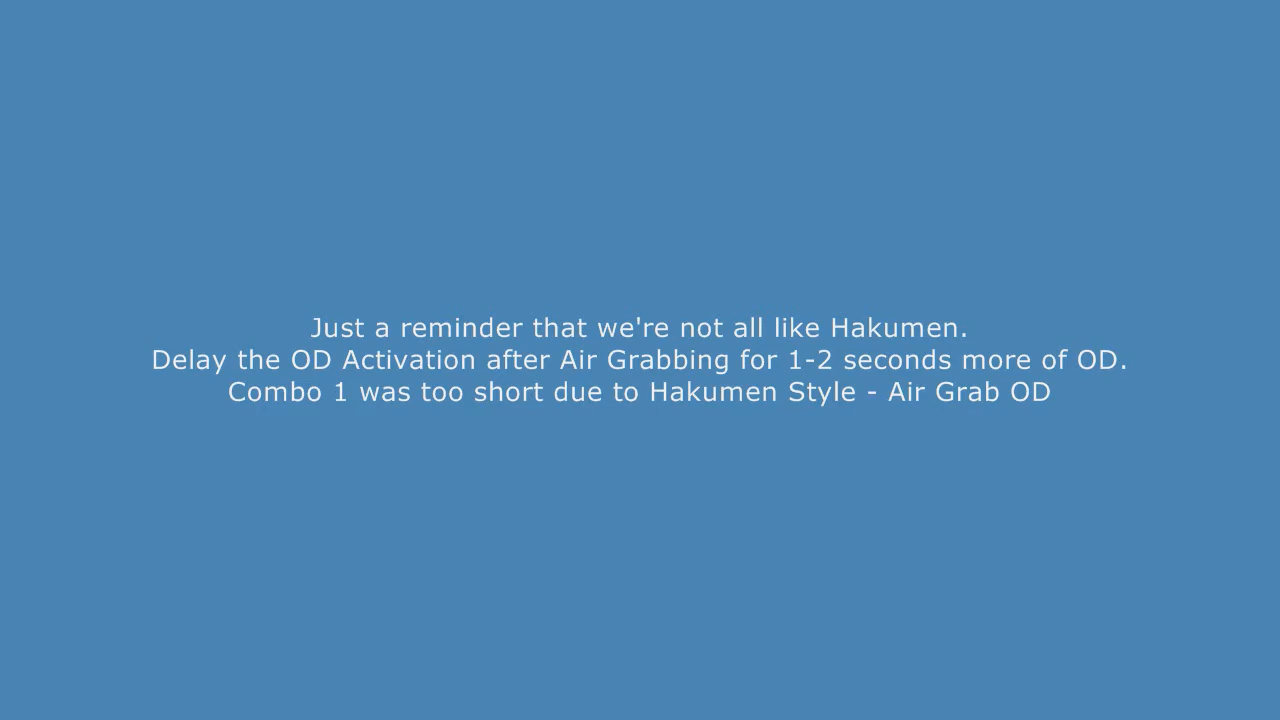 Just a reminder that we're not all like Hakumen.
Delay the OD Activation after Air Grabbing for 1-2 seconds more of OD.
Combo 1 was too short due to Hakumen Style - Air Grab OD